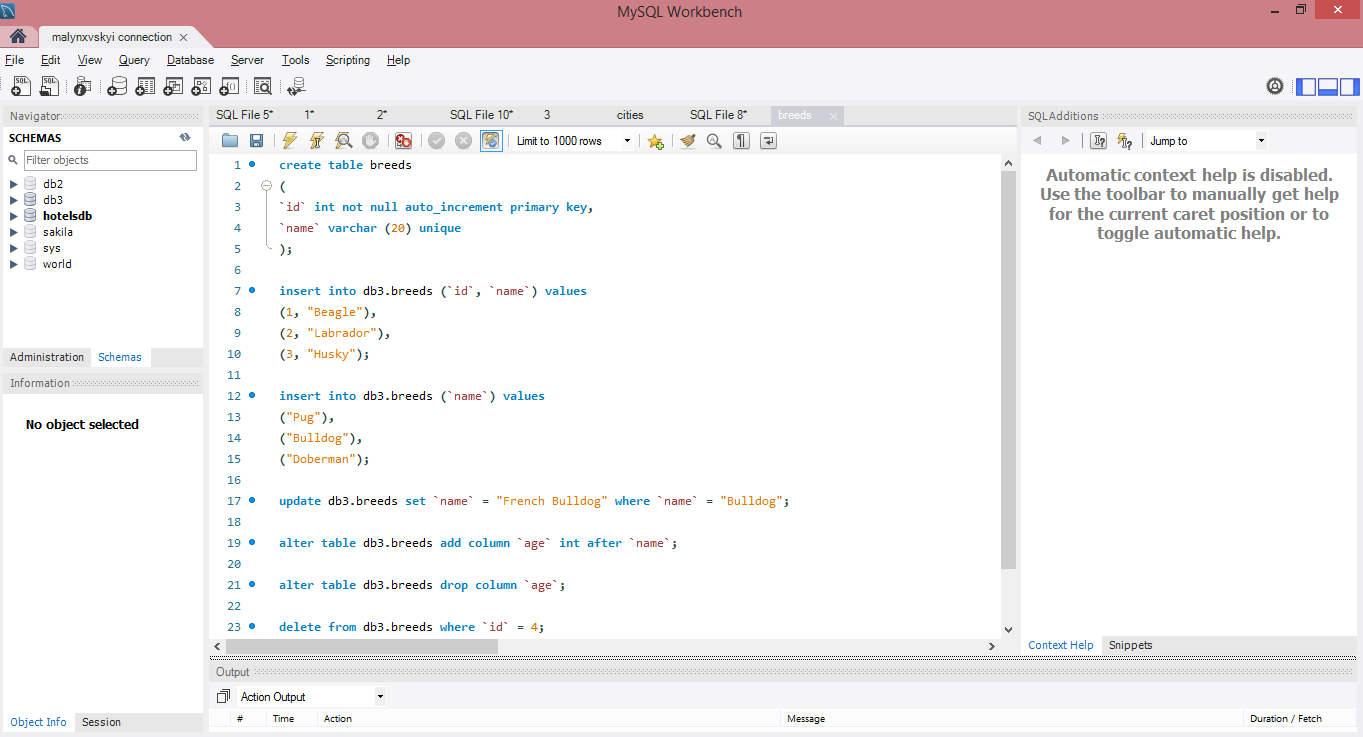 MySQL Workbench
malynxvskyi connection
File Edit View Query Database Server Tools Scripting Help
Navigator
SCHEMAS
Filter objects
db2
db3
hotelsdb
sakila
sys
world
Administration Schemas
Information
No object selected
Object Info Session
SQL File 5* 1* 2* SQL File 10* 3 cities SQL File 8* breeds
Limit to 1000 rows
1 create table breeds
2 (
3 `id` int not null auto_increment primary key,
4 `name` varchar (20) unique
5 );
6
7 insert into db3.breeds (`id`, `name`) values
8 (1, "Beagle"),
9 (2, "Labrador"),
10 (3, "Husky");
11
12 insert into db3.breeds (`name`) values
13 ("Pug"),
14 ("Bulldog"),
15 ("Doberman");
16
17 update db3.breeds set `name` = "French Bulldog" where `name` = "Bulldog";
18
19 alter table db3.breeds add column `age` int after `name`;
20
21 alter table db3.breeds drop column `age`;
22
23 delete from db3.breeds where `id` = 4;
SQLAdditions
Jump to
Automatic context help is disabled.
Use the toolbar to manually get help
for the current caret position or to
toggle automatic help.
Context Help Snippets
Output
Action Output
# Time Action Message Duration / Fetch